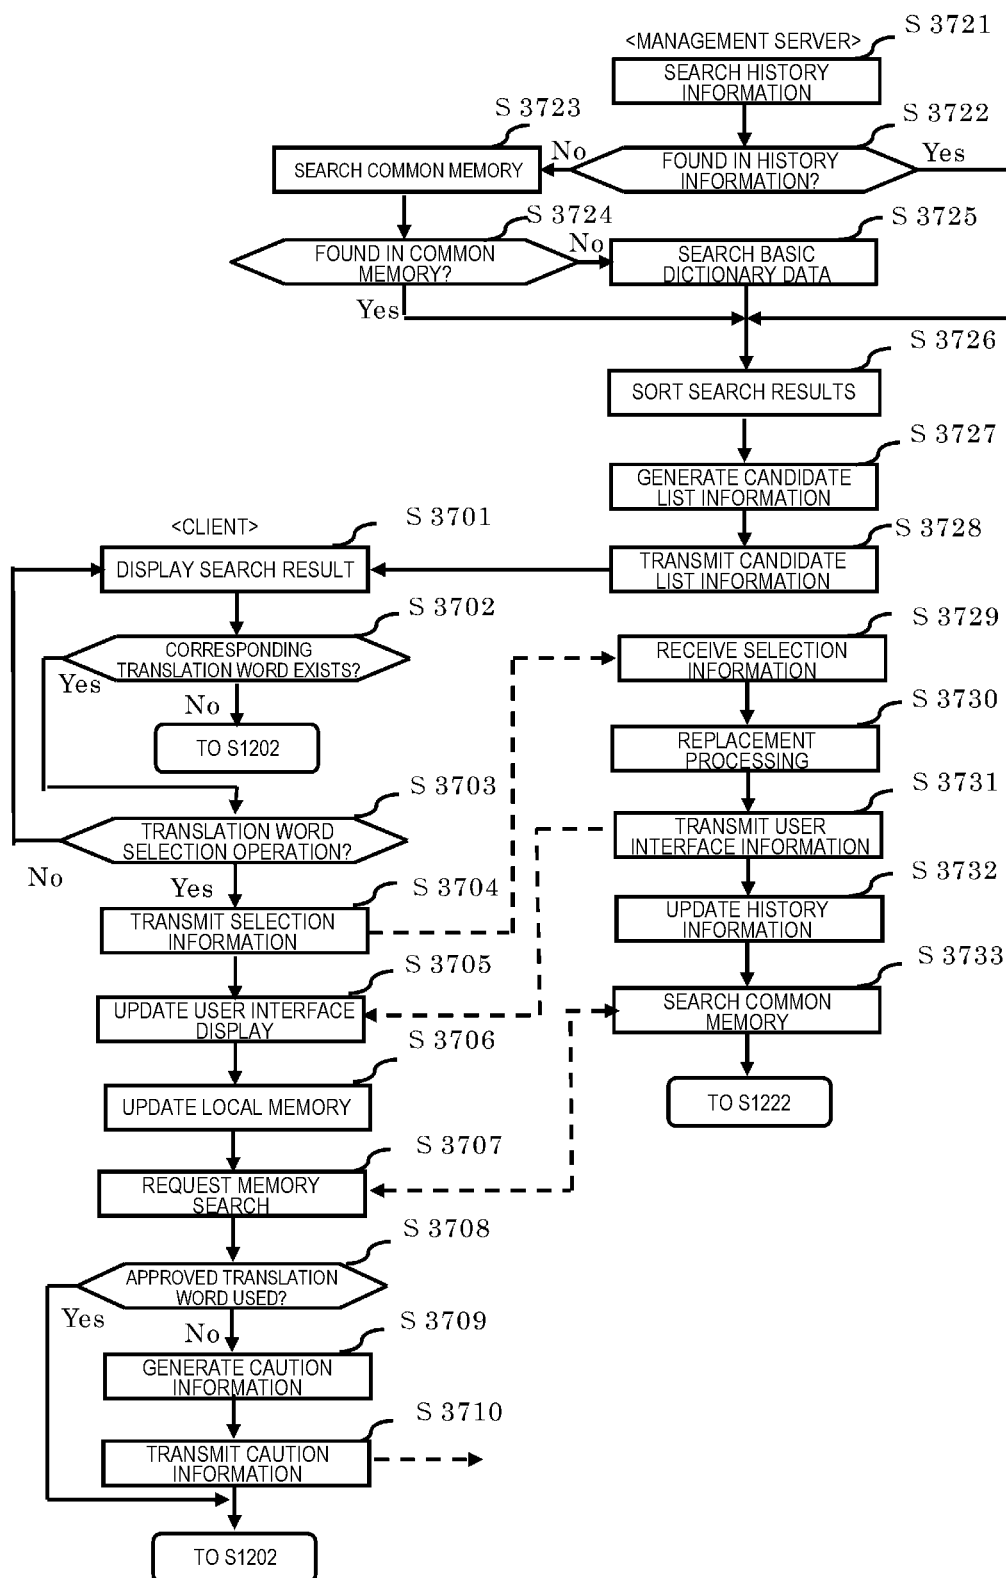 S 3721
<MANAGEMENT SERVER>
SEARCH HISTORY
INFORMATION
S 3722
S 3723
No
Yes
FOUND IN HISTORY
INFORMATION?
SEARCH COMMON MEMORY
S 3724
S 3725
No
FOUND IN COMMON
MEMORY?
SEARCH BASIC
DICTIONARY DATA
Yes
S 3726
SORT SEARCH RESULTS
S 3727
GENERATE CANDIDATE
LIST INFORMATION
S 3728
TRANSMIT CANDIDATE
LIST INFORMATION
<CLIENT>
S 3701
DISPLAY SEARCH RESULT
S 3702
CORRESPONDING
TRANSLATION WORD EXISTS?
Yes
No
TO S1202
S 3703
TRANSLATION WORD
SELECTION OPERATION?
No
Yes
S 3704
TRANSMIT SELECTION
INFORMATION
S 3705
UPDATE USER INTERFACE
DISPLAY
S 3706
UPDATE LOCAL MEMORY
S 3707
REQUEST MEMORY
SEARCH
S 3708
APPROVED TRANSLATION
WORD USED?
Yes
No
S 3709
GENERATE CAUTION
INFORMATION
S 3710
TRANSMIT CAUTION
INFORMATION
TO S1202
S 3729
RECEIVE SELECTION
INFORMATION
S 3730
REPLACEMENT
PROCESSING
S 3731
TRANSMIT USER
INTERFACE INFORMATION
S 3732
UPDATE HISTORY
INFORMATION
S 3733
SEARCH COMMON
MEMORY
TO S1222